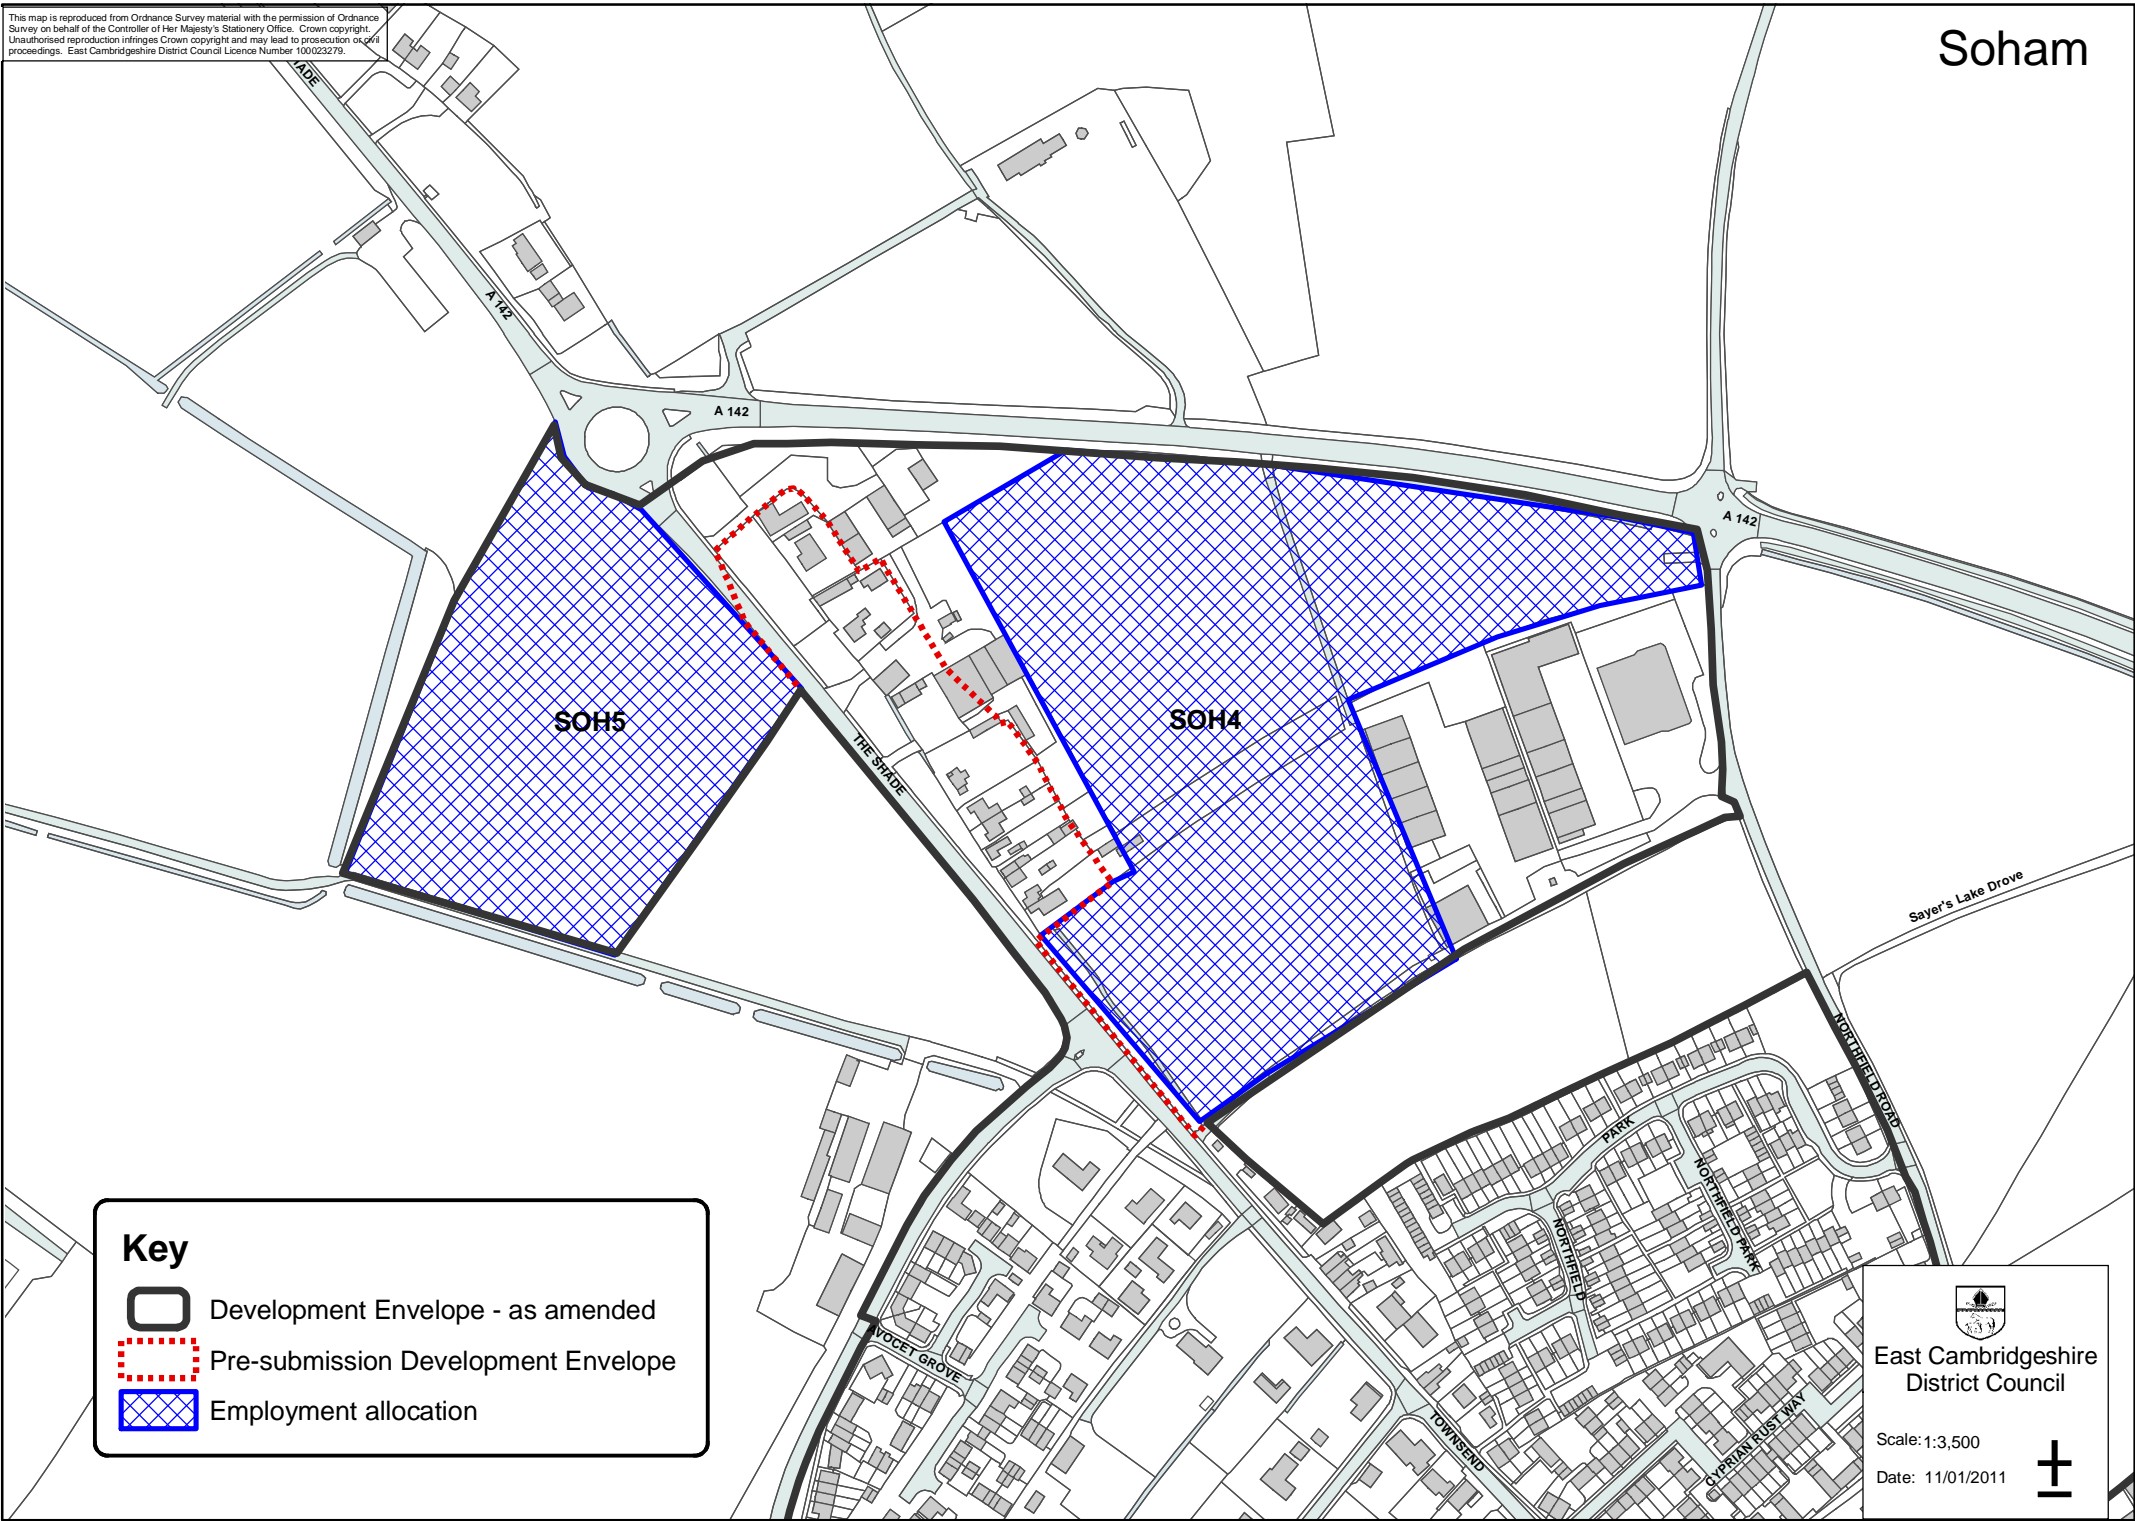 This map is reproduced from Ordnance Survey material with the permission of Ordnance
Survey on behalf of the Controller of Her Majesty's Stationery Office. Crown copyright.
Unauthorised reproduction infringes Crown copyright and may lead to prosecution or civil
proceedings. East Cambridgeshire District Council Licence Number 100023279.
Soham
A 142
A 142
A 142
SOH5
SOH4
THE SHADE
Sayer's Lake Drove
NORTHFIELD ROAD
PARK
NORTHFIELD PARK
NORTHFIELD
AVOCET GROVE
TOWNSEND
CYPRIAN RUST WAY
Key
Development Envelope - as amended
Pre-submission Development Envelope
Employment allocation
East Cambridgeshire
District Council
Scale: 1:3,500
Date: 11/01/2011